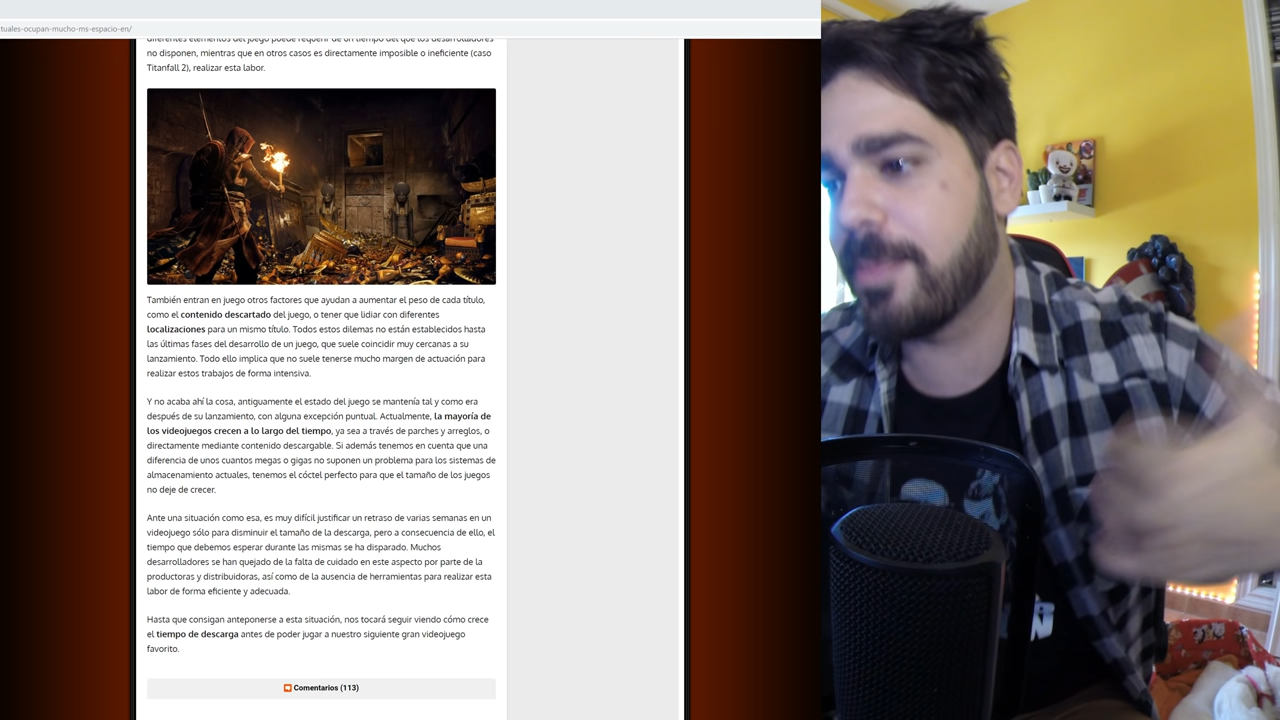 tuales-ocupan-mucho-ms-espacio-en/
diferentes elementos del juego puede requerir de un tiempo del que los desarrolladores
no disponen, mientras que en otros casos es directamente imposible o ineficiente (caso
Titanfall 2), realizar esta labor.
También entran en juego otros factores que ayudan a aumentar el peso de cada título,
como el contenido descartado del juego, o tener que lidiar con diferentes
localizaciones para un mismo título. Todos estos dilemas no están establecidos hasta
las últimas fases del desarrollo de un juego, que suele coincidir muy cercanas a su
lanzamiento. Todo ello implica que no suele tenerse mucho margen de actuación para
realizar estos trabajos de forma intensiva.
Y no acaba ahí la cosa, antiguamente el estado del juego se mantenía tal y como era
después de su lanzamiento, con alguna excepción puntual. Actualmente, la mayoría de
los videojuegos crecen a lo largo del tiempo, ya sea a través de parches y arreglos, o
directamente mediante contenido descargable. Si además tenemos en cuenta que una
diferencia de unos cuantos megas o gigas no suponen un problema para los sistemas de
almacenamiento actuales, tenemos el cóctel perfecto para que el tamaño de los juegos
no deje de crecer.
Ante una situación como esa, es muy difícil justificar un retraso de varias semanas en un
videojuego sólo para disminuir el tamaño de la descarga, pero a consecuencia de ello, el
tiempo que debemos esperar durante las mismas se ha disparado. Muchos
desarrolladores se han quejado de la falta de cuidado en este aspecto por parte de la
productoras y distribuidoras, así como de la ausencia de herramientas para realizar esta
labor de forma eficiente y adecuada.
Hasta que consigan anteponerse a esta situación, nos tocará seguir viendo cómo crece
el tiempo de descarga antes de poder jugar a nuestro siguiente gran videojuego
favorito.
Comentarios (113)